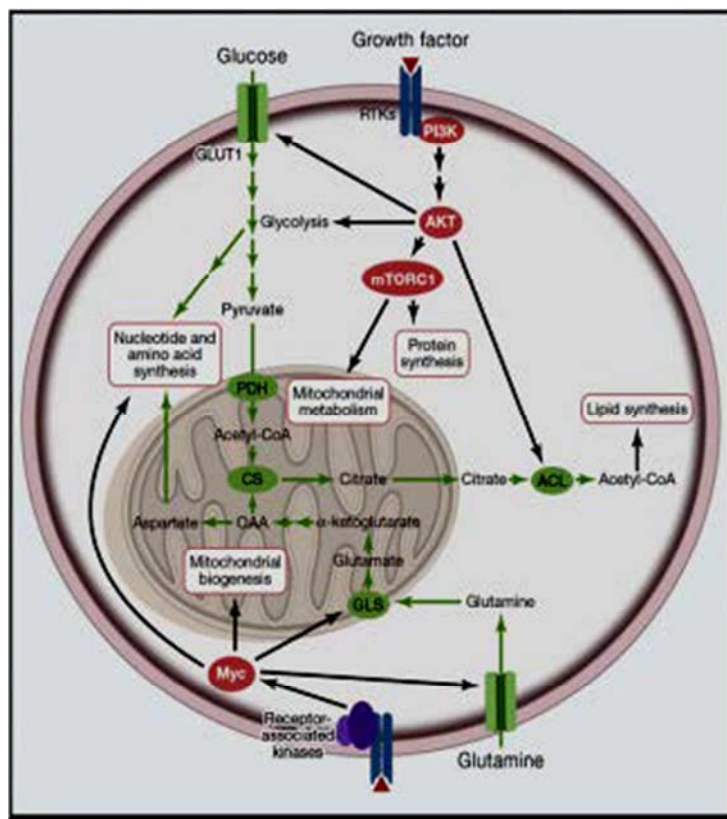 Glucose
Growth factor
RTKs
PI3K
GLUT1
Glycolysis
AKT
mTORC1
Pyruvate
Nucleotide and
amino acid
synthesis
Protein
synthesis
PDH
Mitochondrial
metabolism
Lipid synthesis
Acetyl-CoA
CS
Citrate
Citrate
ACL
Acetyl-CoA
Aspartate
OAA
α-ketoglutarate
Mitochondrial
biogenesis
Glutamate
GLS
Glutamine
Myc
Receptor-
associated
kinases
Glutamine